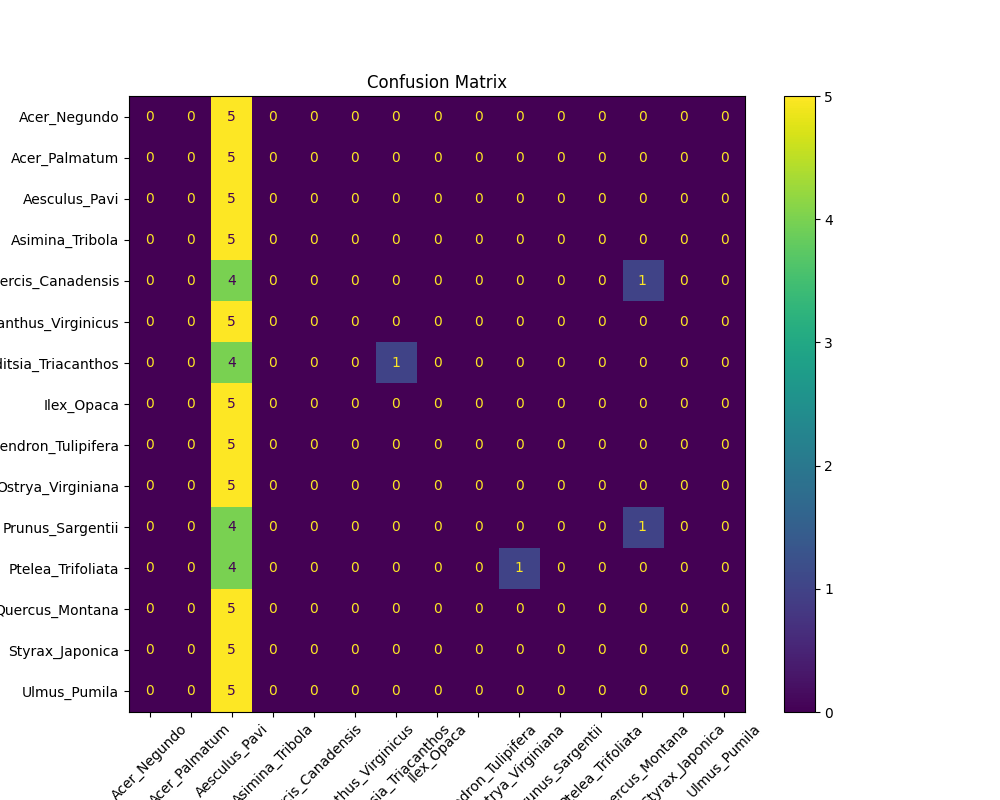 Confusion Matrix
Acer_Negundo 0 0 5 0 0 0 0 0 0 0 0 0 0 0 0
Acer_Palmatum 0 0 5 0 0 0 0 0 0 0 0 0 0 0 0
Aesculus_Pavi 0 0 5 0 0 0 0 0 0 0 0 0 0 0 0
Asimina_Tribola 0 0 5 0 0 0 0 0 0 0 0 0 0 0 0
ercis_Canadensis 0 0 4 0 0 0 0 0 0 0 0 0 1 0 0
anthus_Virginicus 0 0 5 0 0 0 0 0 0 0 0 0 0 0 0
ditsia_Triacanthos 0 0 4 0 0 0 1 0 0 0 0 0 0 0 0
Ilex_Opaca 0 0 5 0 0 0 0 0 0 0 0 0 0 0 0
endron_Tulipifera 0 0 5 0 0 0 0 0 0 0 0 0 0 0 0
Ostrya_Virginiana 0 0 5 0 0 0 0 0 0 0 0 0 0 0 0
Prunus_Sargentii 0 0 4 0 0 0 0 0 0 0 0 0 1 0 0
Ptelea_Trifoliata 0 0 4 0 0 0 0 0 0 1 0 0 0 0 0
Quercus_Montana 0 0 5 0 0 0 0 0 0 0 0 0 0 0 0
Styrax_Japonica 0 0 5 0 0 0 0 0 0 0 0 0 0 0 0
Ulmus_Pumila 0 0 5 0 0 0 0 0 0 0 0 0 0 0 0
Acer_Negundo
Acer_Palmatum
Aesculus_Pavi
Asimina_Tribola
rcis_Canadensis
thus_Virginicus
sia_Triacanthos
Ilex_Opaca
dron_Tulipifera
trya_Virginiana
unus_Sargentii
Ptelea_Trifoliata
ercus_Montana
Styrax_Japonica
Ulmus_Pumila
5
4
3
2
1
0